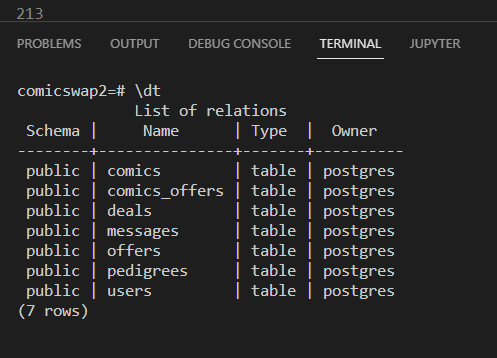 213
PROBLEMS OUTPUT DEBUG CONSOLE TERMINAL JUPYTER
comicswap2=# \dt
              List of relations
 Schema |     Name      | Type  |  Owner
--------+---------------+-------+----------
 public | comics        | table | postgres
 public | comics_offers | table | postgres
 public | deals         | table | postgres
 public | messages      | table | postgres
 public | offers        | table | postgres
 public | pedigrees     | table | postgres
 public | users         | table | postgres
(7 rows)